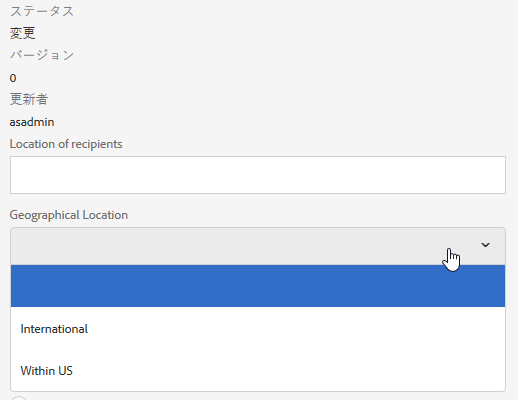 ステータス
変更
バージョン
0
更新者
asadmin
Location of recipients
Geographical Location
International
Within US